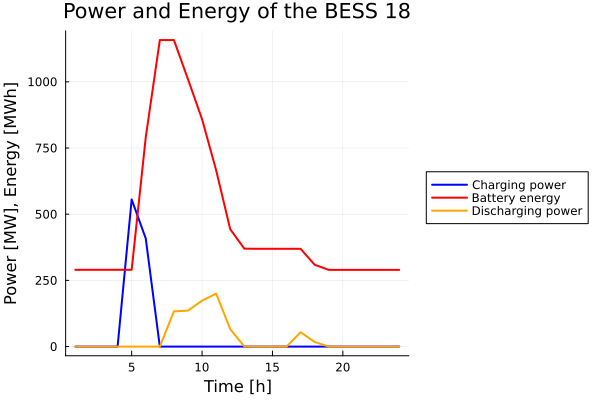 Power and Energy of the BESS 18
Power [MW], Energy [MWh]
1000
750
500
250
0
5
10
15
20
Time [h]
Charging power
Battery energy
Discharging power